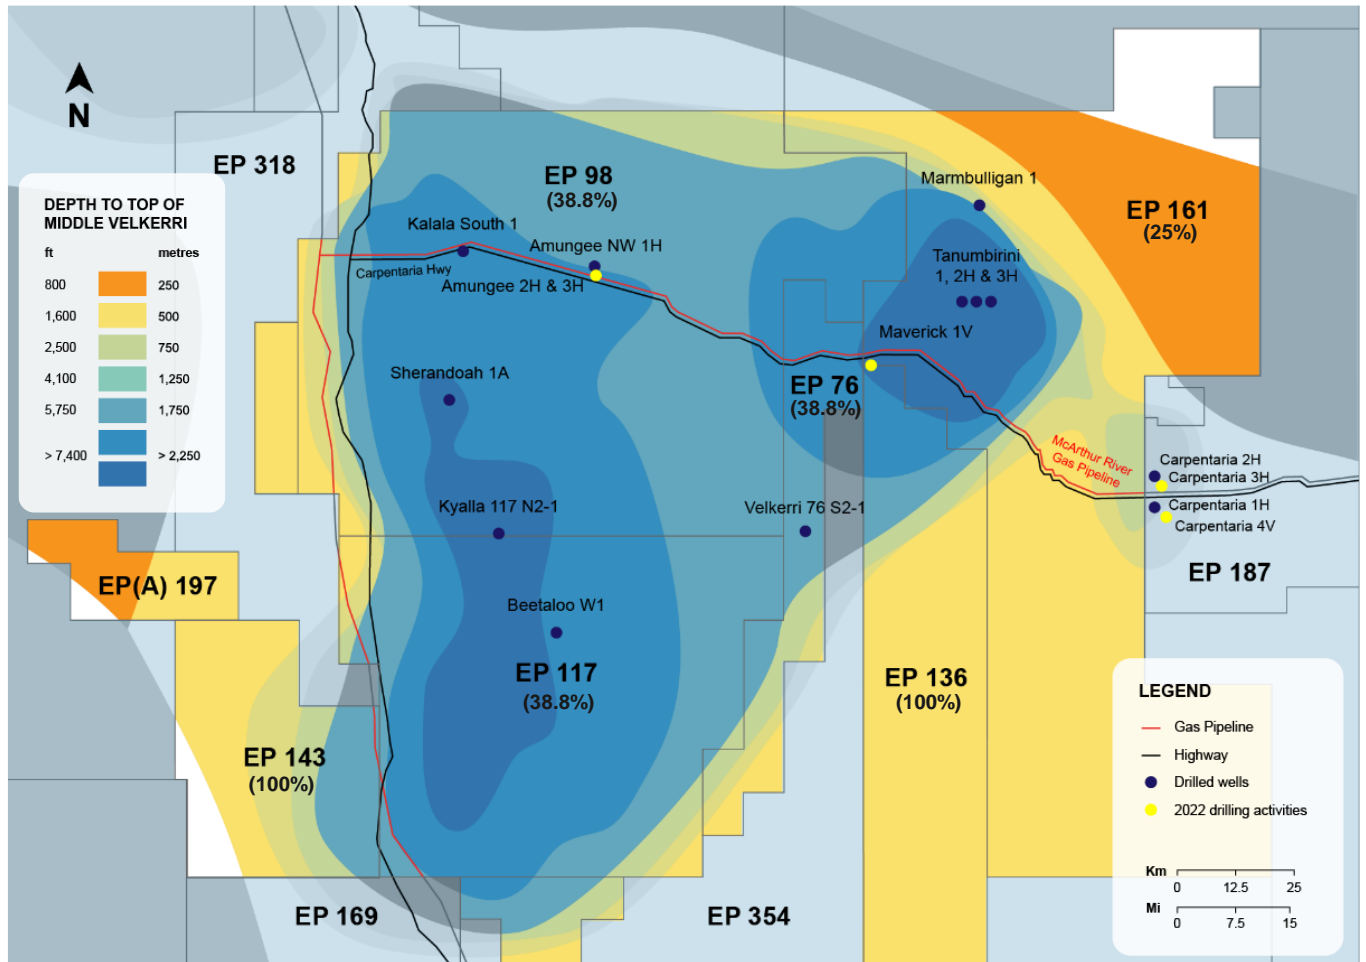 N
EP 318
DEPTH TO TOP OF
MIDDLE VELKERRI
ft metres
800 250
1,600 500
2,500 750
4,100 1,250
5,750 1,750
> 7,400 > 2,250
EP 98
(38.8%)
Marmbulligan 1
EP 161
(25%)
Kalala South 1
Amungee NW 1H
Carpentaria Hwy
Amungee 2H & 3H
Tanumbirini
1, 2H & 3H
Maverick 1V
Sherandoah 1A
EP 76
(38.8%)
McArthur River
Gas Pipeline
Carpentaria 2H
Carpentaria 3H
Carpentaria 1H
Carpentaria 4V
Kyalla 117 N2-1
Velkerri 76 S2-1
EP 187
EP(A) 197
Beetaloo W1
EP 117
(38.8%)
EP 136
(100%)
EP 143
(100%)
EP 169
EP 354
LEGEND
Gas Pipeline
Highway
Drilled wells
2022 drilling activities
Km
0 12.5 25
Mi
0 7.5 15